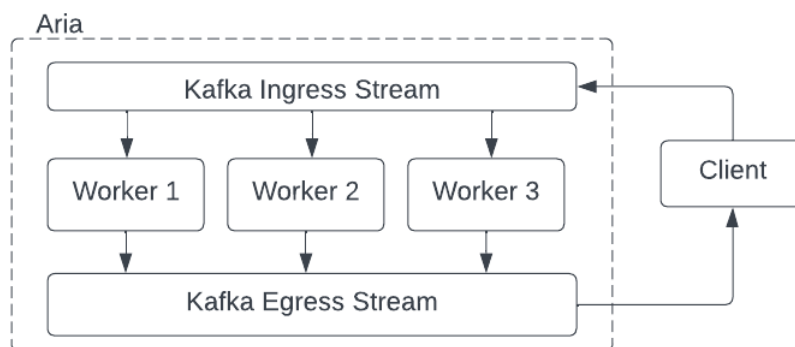 Aria
Kafka Ingress Stream
Worker 1
Worker 2
Worker 3
Client
Kafka Egress Stream